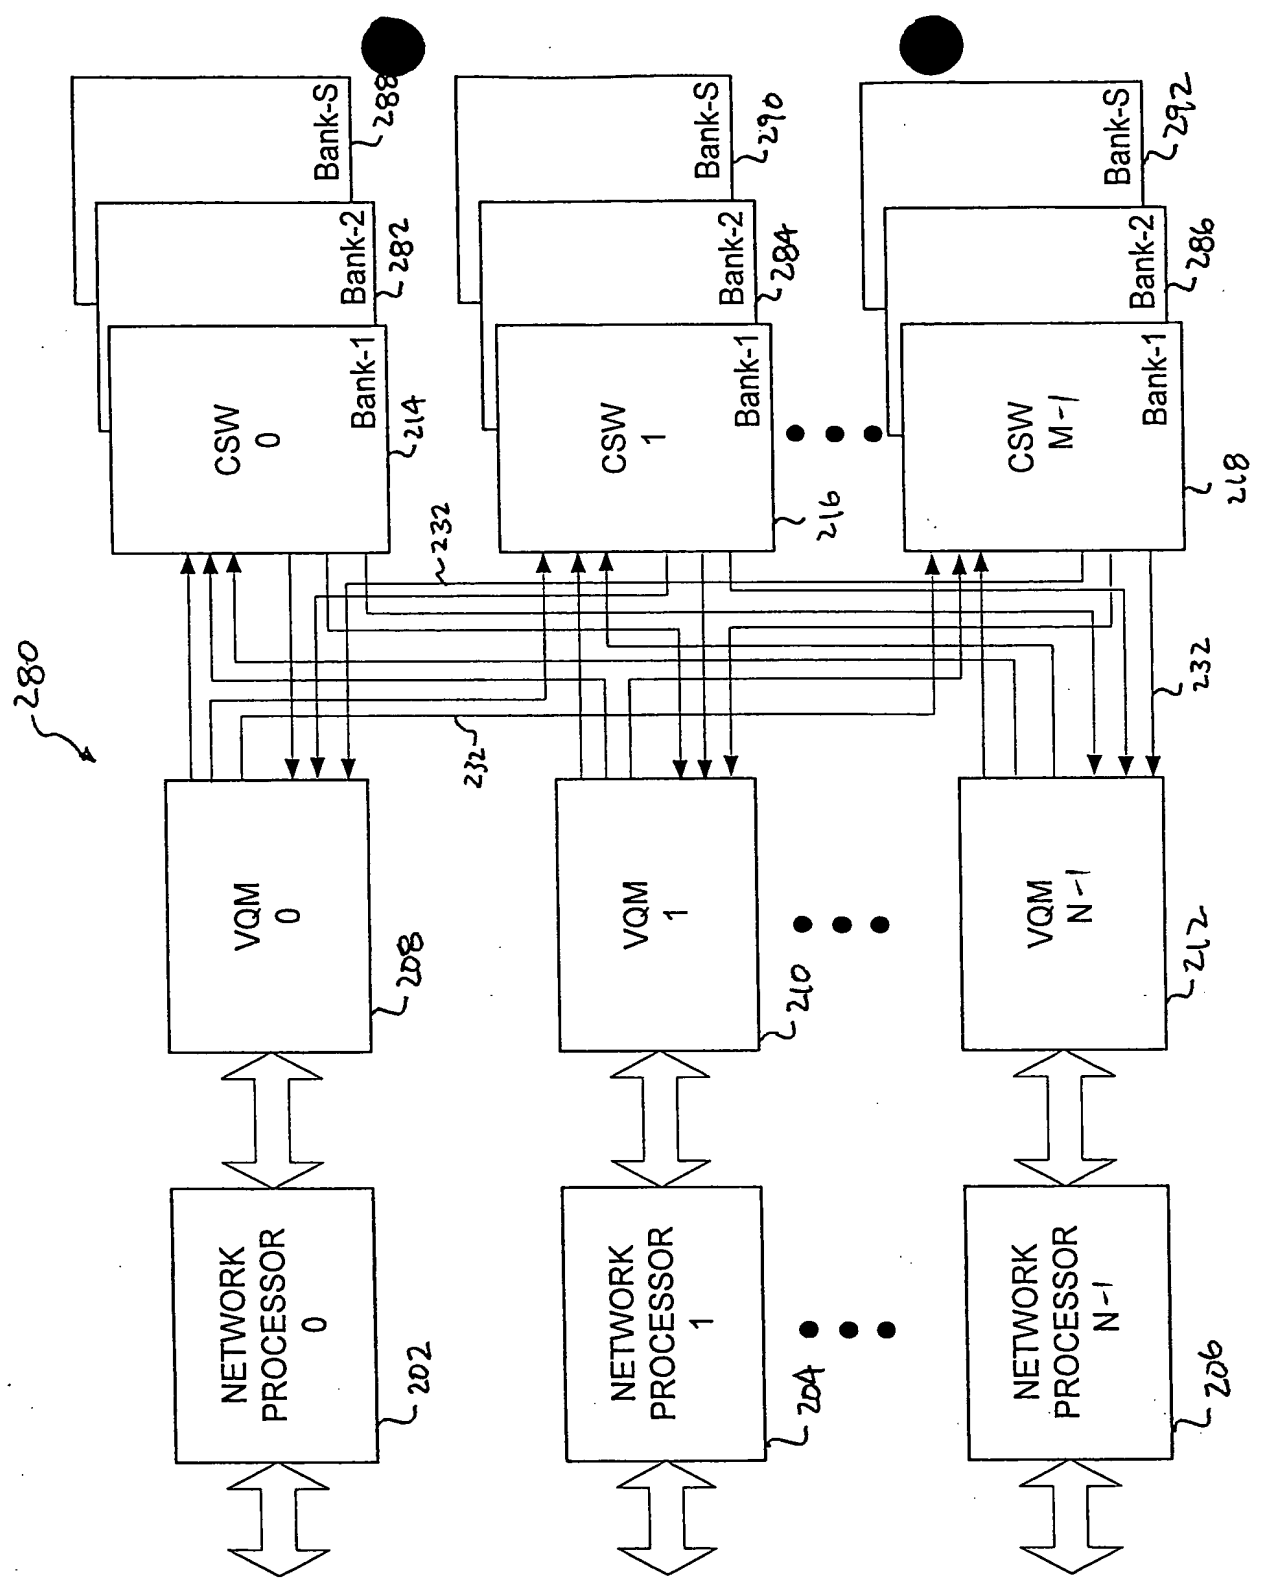 280
NETWORK
PROCESSOR
0
202
VQM
0
208
232
232
CSW
0
Bank-1
214
Bank-2
282
Bank-S
288
NETWORK
PROCESSOR
1
204
VQM
1
210
CSW
1
Bank-1
216
Bank-2
284
Bank-S
290
NETWORK
PROCESSOR
N-1
206
VQM
N-1
212
232
CSW
M-1
Bank-1
218
Bank-2
286
Bank-S
292